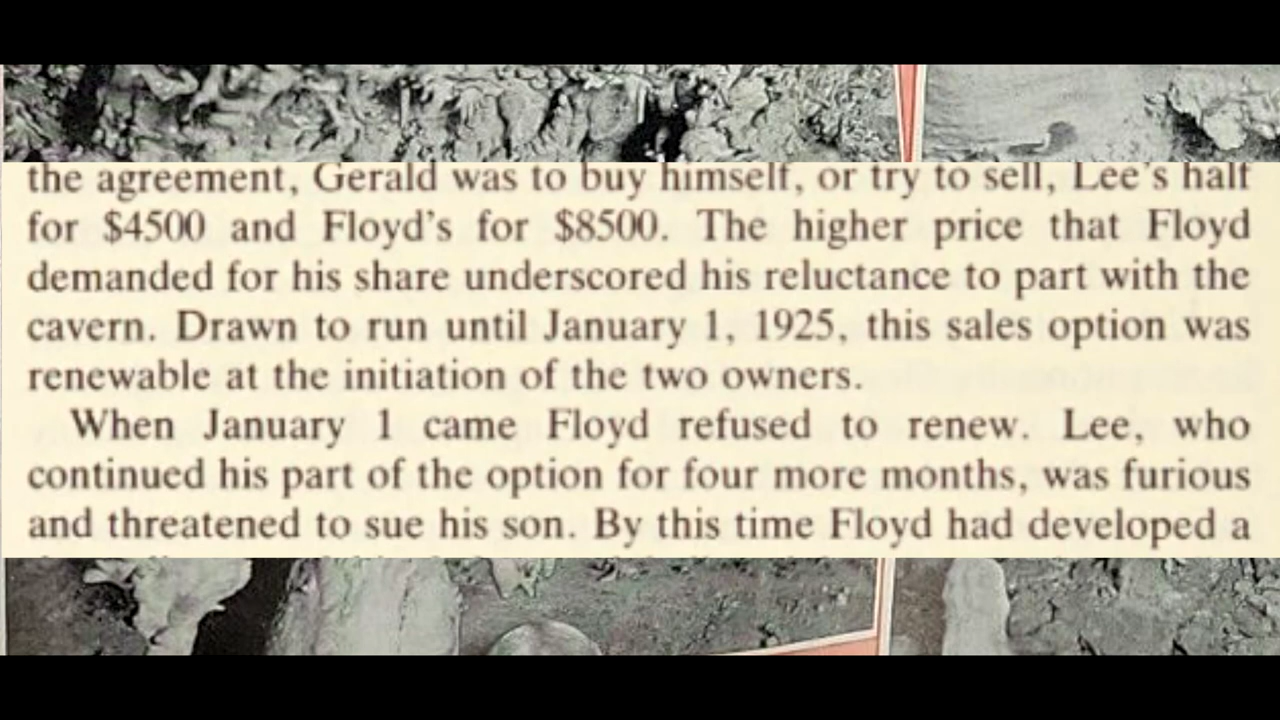 the agreement, Gerald was to buy himself, or try to sell, Lee's half
for $4500 and Floyd's for $8500. The higher price that Floyd
demanded for his share underscored his reluctance to part with the
cavern. Drawn to run until January 1, 1925, this sales option was
renewable at the initiation of the two owners.
When January 1 came Floyd refused to renew. Lee, who
continued his part of the option for four more months, was furious
and threatened to sue his son. By this time Floyd had developed a